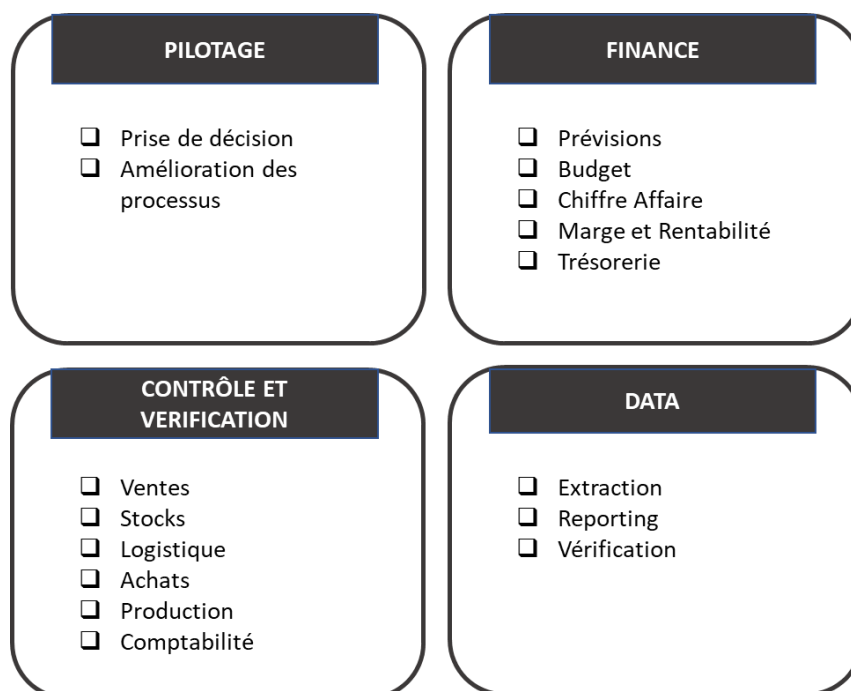 PILOTAGE
Prise de décision
Amélioration des
processus
FINANCE
Prévisions
Budget
Chiffre Affaire
Marge et Rentabilité
Trésorerie
CONTRÔLE ET
VERIFICATION
Ventes
Stocks
Logistique
Achats
Production
Comptabilité
DATA
Extraction
Reporting
Vérification